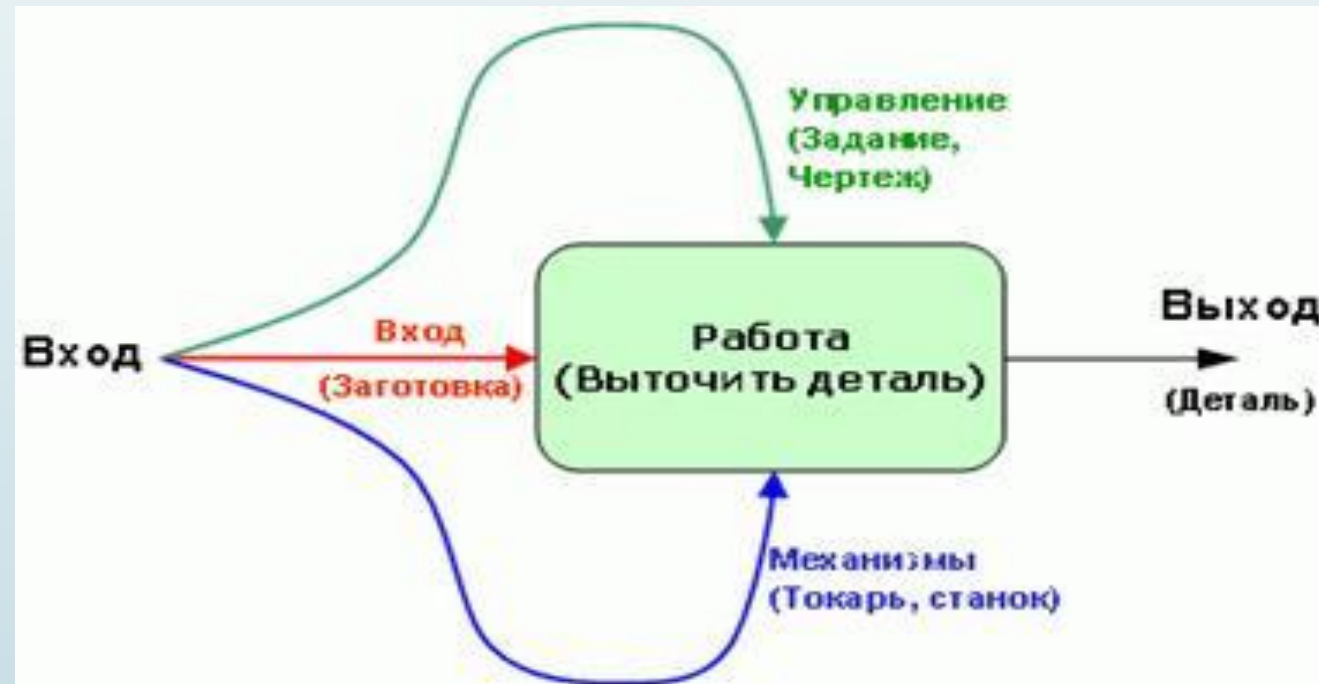 Управление
(Задание,
Чертеж)
Вход
Вход
(Заготовка)
Работа
(Выточить деталь)
Выход
(Деталь)
Механизмы
(Токарь, станок)